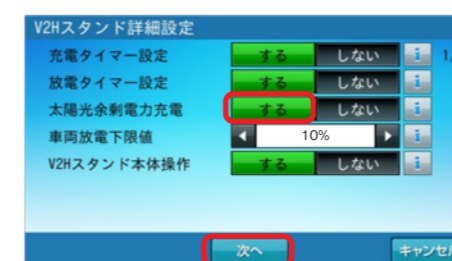 V2Hスタンド詳細設定
充電タイマー設定 する しない i 1/
放電タイマー設定 する しない i
太陽光余剰電力充電 する しない i
車両放電下限値 ◀ 10% ▶ i
V2Hスタンド本体操作 する しない i
次へ キャンセル